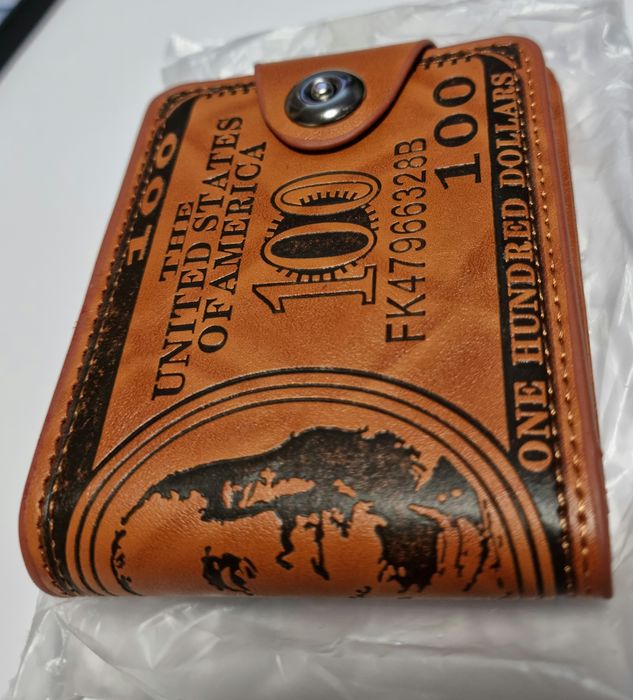 100
THE
UNITED STATES
OF AMERICA
100
FK47966328B
100
ONE HUNDRED DOLLARS